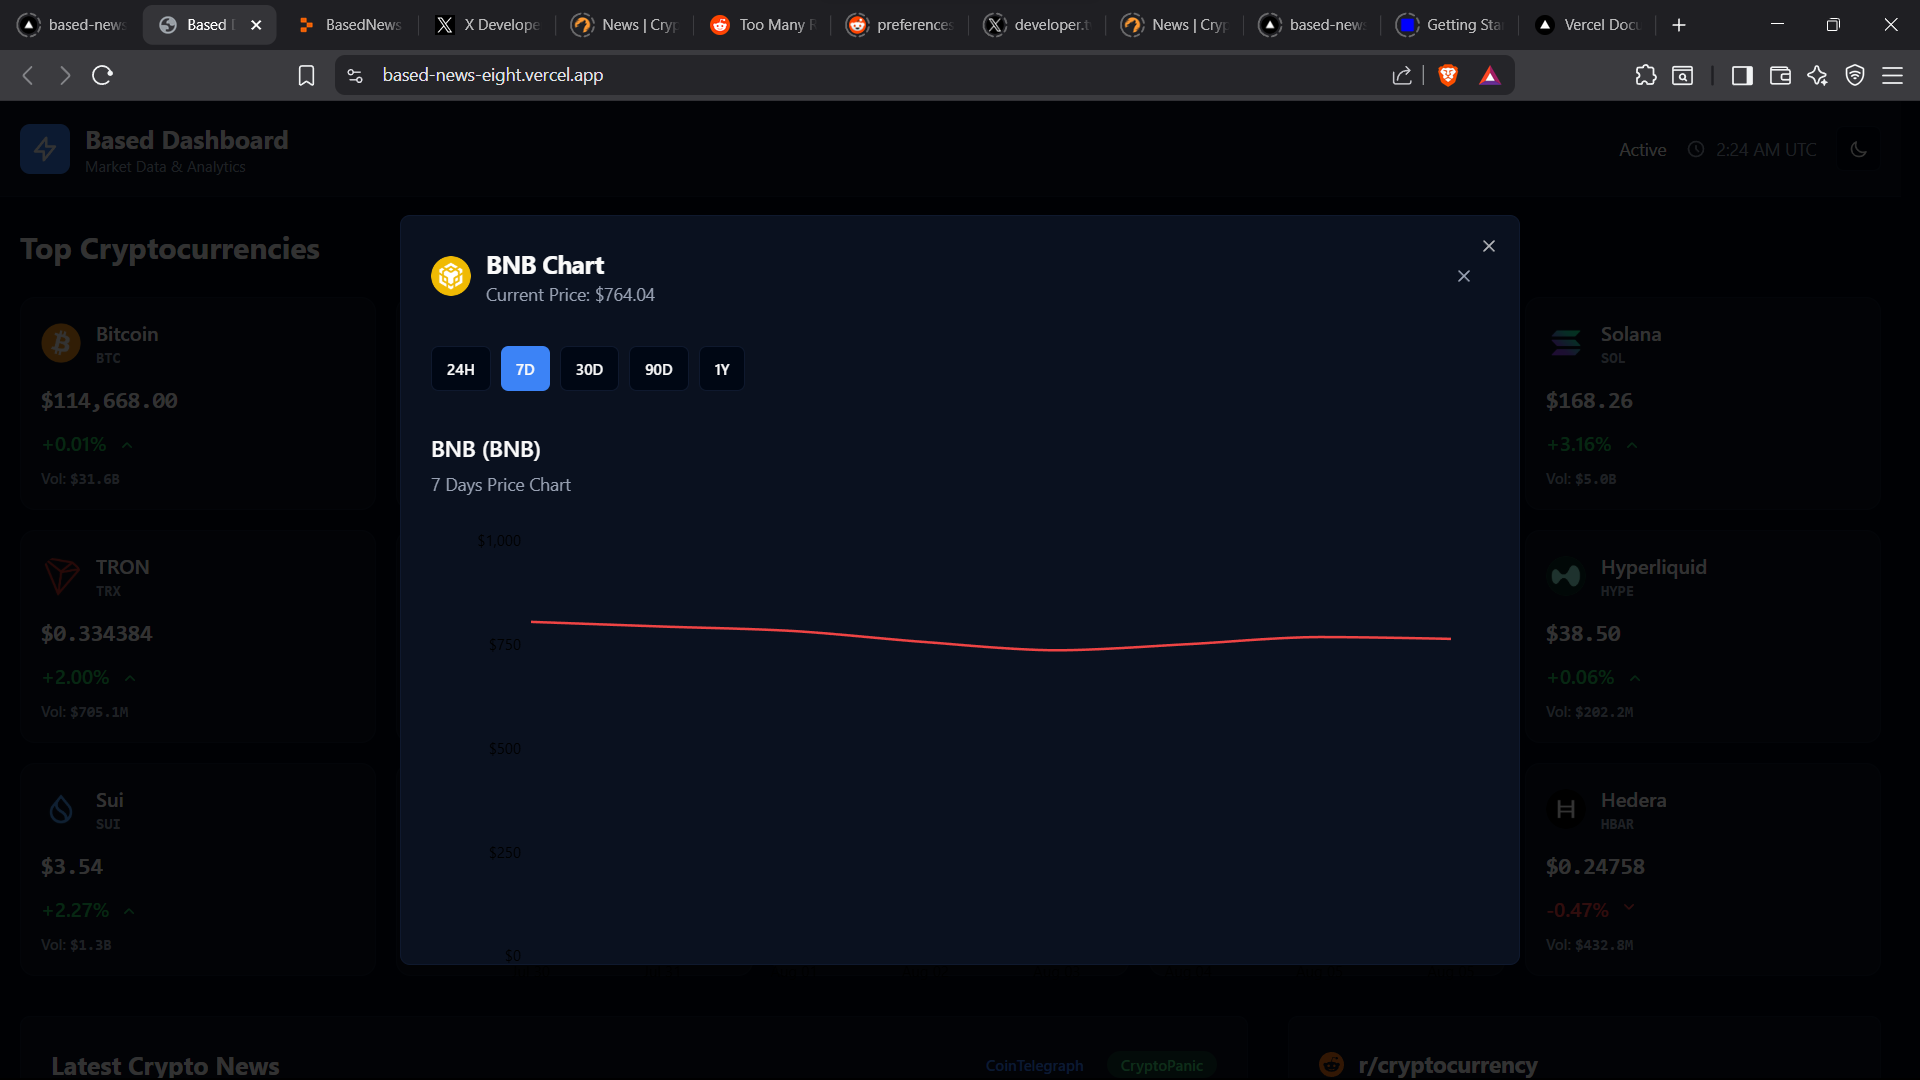 based-new
Based
BasedNews
X Develope
News | Cryp
Too Many R
preferences
developer.t
News | Cryp
based-new
Getting Sta
Vercel Docu
based-news-eight.vercel.app
Based Dashboard
Market Data & Analytics
Active
2:24 AM UTC
Top Cryptocurrencies
BNB Chart
Current Price: $764.04
24H
7D
30D
90D
1Y
BNB (BNB)
7 Days Price Chart
$1,000
$750
$500
$250
$0
Bitcoin
BTC
$114,668.00
+0.01%
Vol: $31.6B
Solana
SOL
$168.26
+3.16%
Vol: $5.0B
TRON
TRX
$0.334384
+2.00%
Vol: $705.1M
Hyperliquid
HYPE
$38.50
+0.06%
Vol: $202.2M
Sui
SUI
$3.54
+2.27%
Vol: $1.3B
Hedera
HBAR
$0.24758
-0.47%
Vol: $432.8M
Latest Crypto News
CoinTelegraph
CryptoPanic
r/cryptocurrency